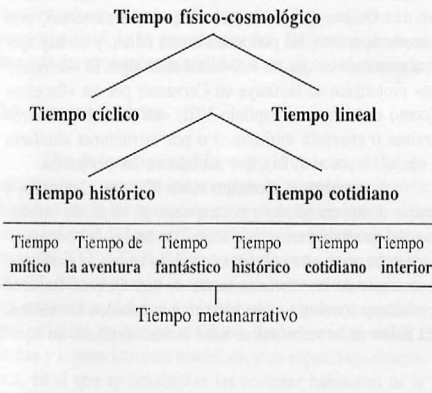 Tiempo físico-cosmológico
Tiempo cíclico Tiempo lineal
Tiempo histórico Tiempo cotidiano
Tiempo Tiempo de Tiempo Tiempo Tiempo Tiempo
mítico la aventura fantástico histórico cotidiano interior
Tiempo metanarrativo